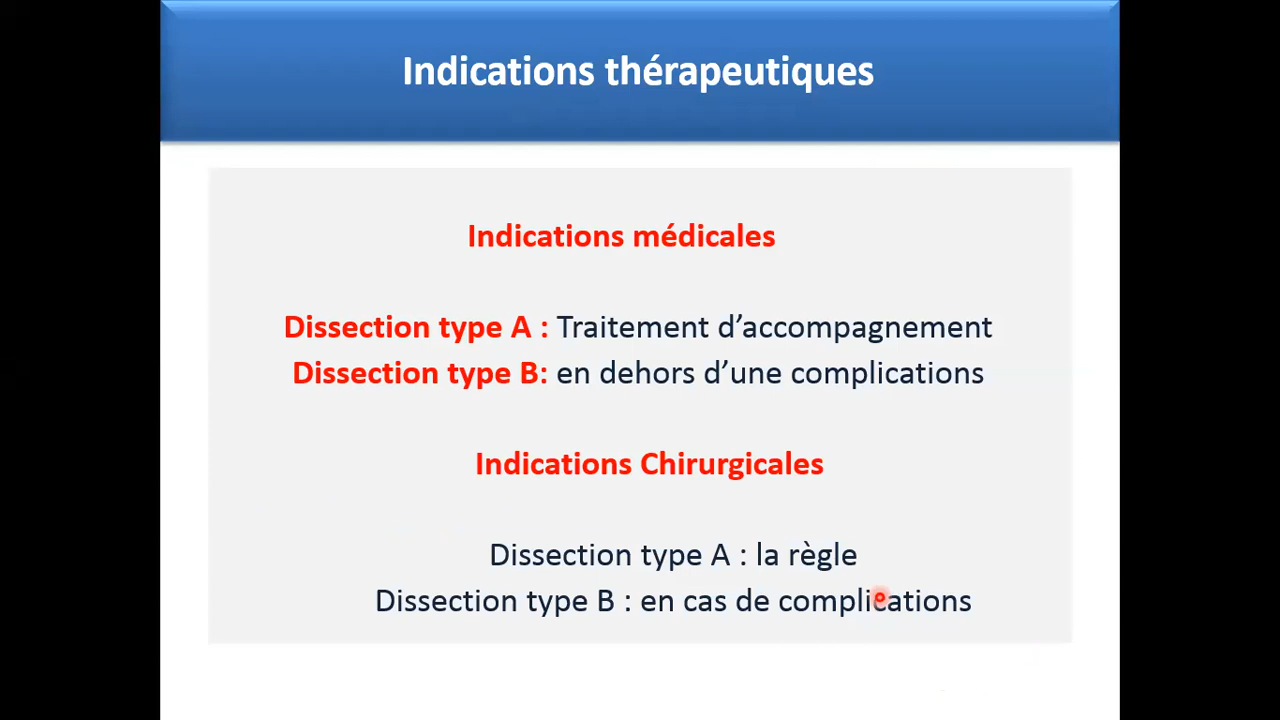 Indications thérapeutiques
Indications médicales
Dissection type A : Traitement d’accompagnement
Dissection type B: en dehors d’une complications
Indications Chirurgicales
Dissection type A : la règle
Dissection type B : en cas de complications